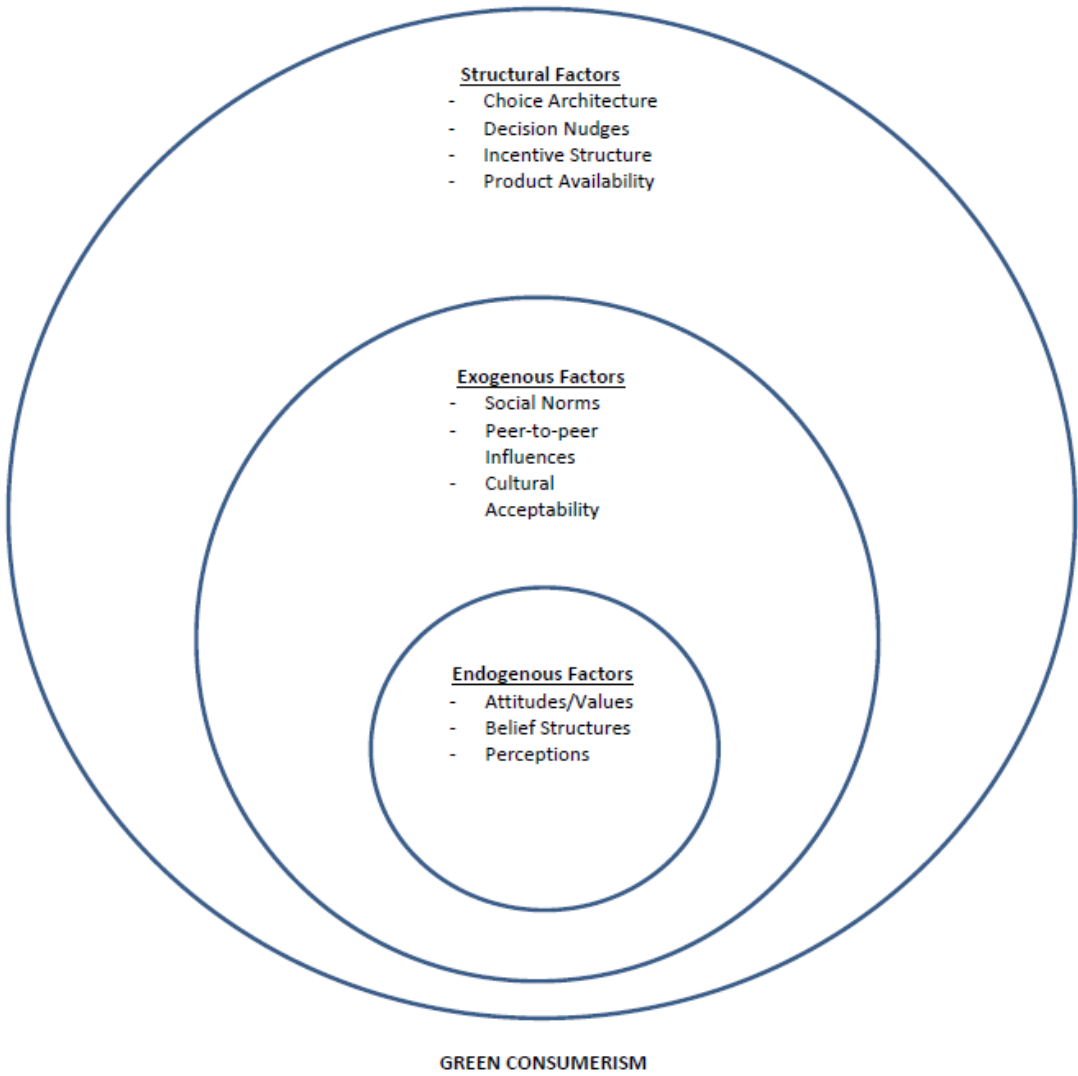 Structural Factors
- Choice Architecture
- Decision Nudges
- Incentive Structure
- Product Availability
Exogenous Factors
- Social Norms
- Peer-to-peer
Influences
- Cultural
Acceptability
Endogenous Factors
- Attitudes/Values
- Belief Structures
- Perceptions
GREEN CONSUMERISM